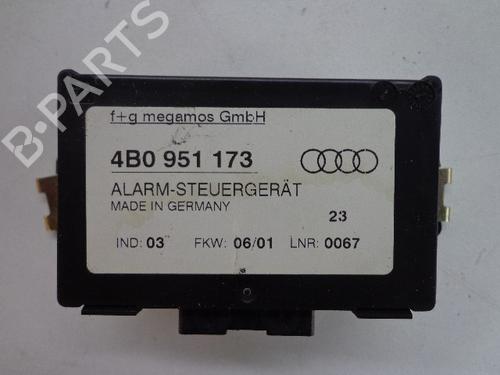 B-PARTS
f+g megamos GmbH
4B0 951 173
ALARM-STEUERGERÄT
MADE IN GERMANY
23
IND: 03 FKW: 06/01 LNR: 0067